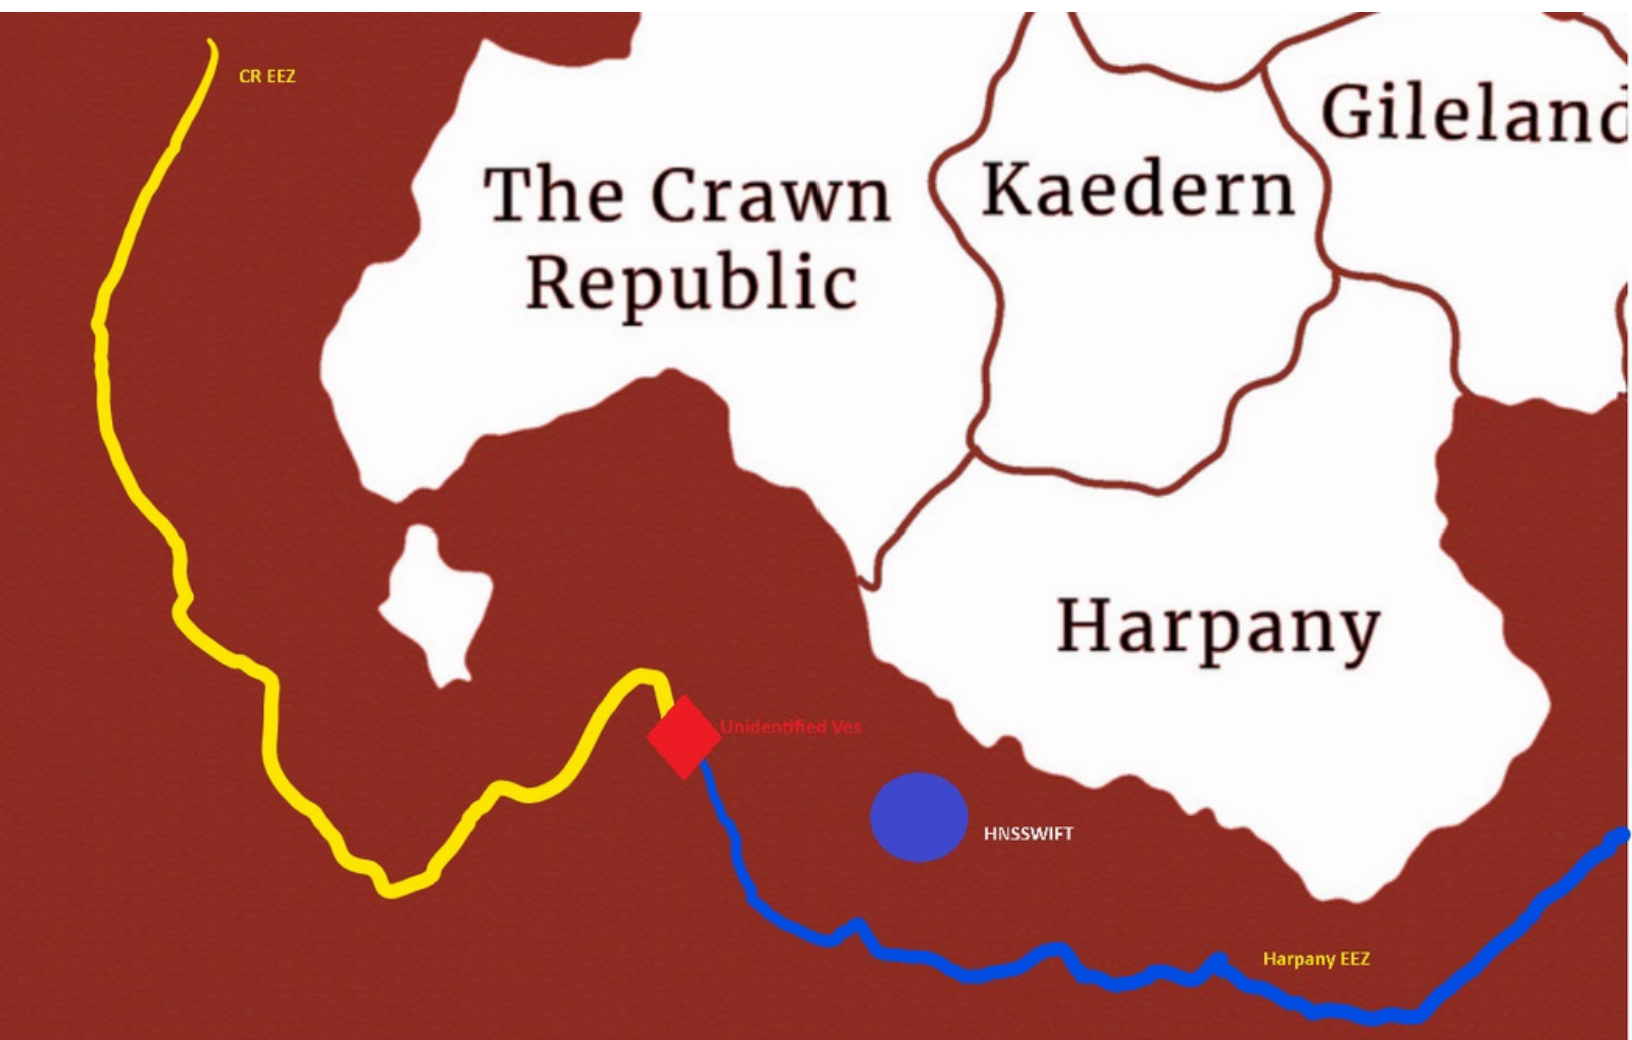 CR EEZ
Gileland
The Crawn
Republic
Kaedern
Harpany
Unidentified Ves
HNSSWIFT
Harpany EEZ